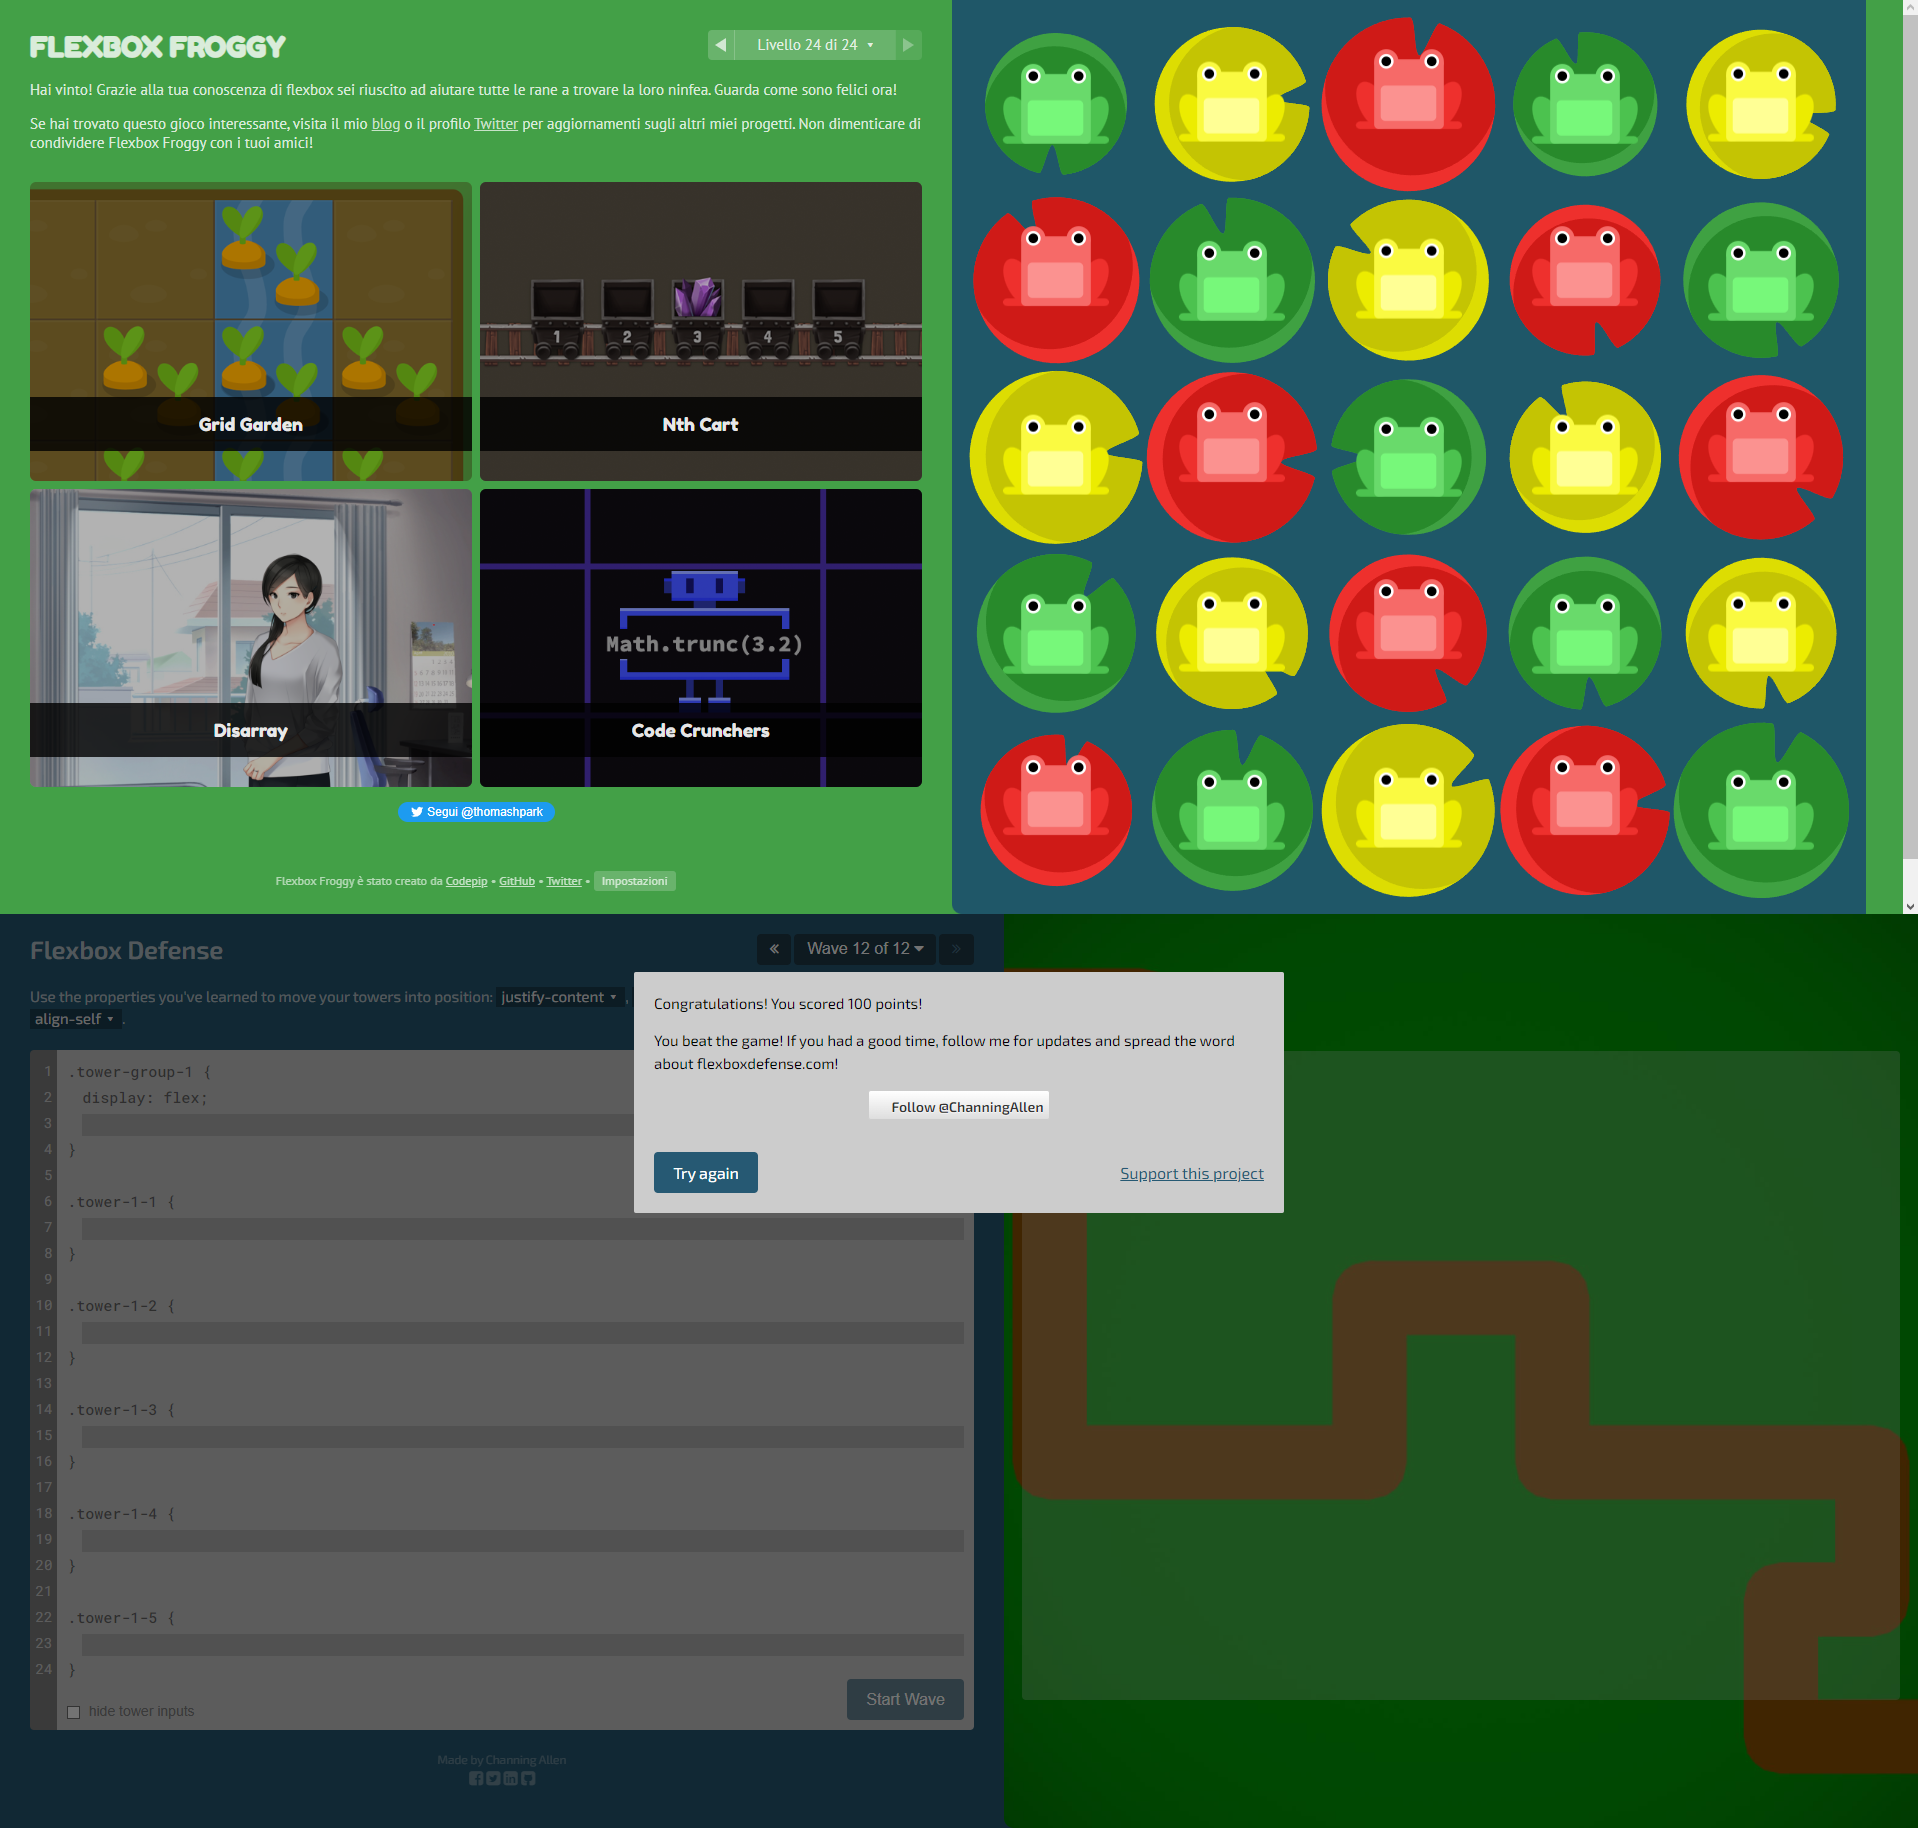 FLEXBOX FROGGY
Livello 24 di 24
Hai vinto! Grazie alla tua conoscenza di flexbox sei riuscito ad aiutare tutte le rane a trovare la loro ninfea. Guarda come sono felici ora!
Se hai trovato questo gioco interessante, visita il mio blog o il profilo Twitter per aggiornamenti sugli altri miei progetti. Non dimenticare di
condividere Flexbox Froggy con i tuoi amici!
1 2 3 4 5
Grid Garden
Nth Cart
Math.trunc(3.2)
Disarray
Code Crunchers
Segui @thomashpark
Flexbox Froggy è stato creato da Codepip • GitHub • Twitter • Impostazioni
Flexbox Defense
« Wave 12 of 12 »
Use the properties you've learned to move your towers into position: justify-content ,
align-self .
Congratulations! You scored 100 points!
You beat the game! If you had a good time, follow me for updates and spread the word
about flexboxdefense.com!
Follow @ChanningAllen
Try again
Support this project
1 .tower-group-1 {
2 display: flex;
3
4 }
5
6 .tower-1-1 {
7
8 }
9
10 .tower-1-2 {
11
12 }
13
14 .tower-1-3 {
15
16 }
17
18 .tower-1-4 {
19
20 }
21
22 .tower-1-5 {
23
24 }
hide tower inputs
Start Wave
Made by Channing Allen